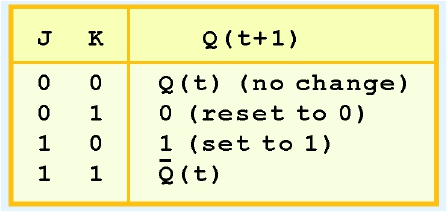 J K Q(t+1)
0 0 Q(t) (no change)
0 1 0 (reset to 0)
1 0 1 (set to 1)
1 1 Q̅(t)